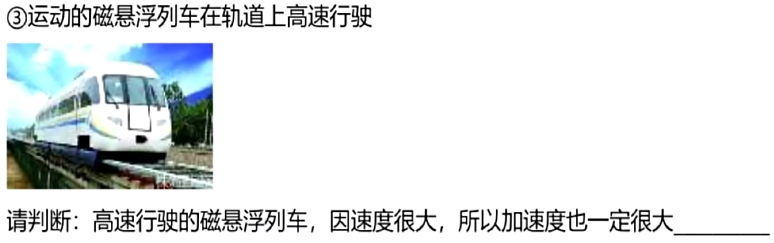 ③运动的磁悬浮列车在轨道上高速行驶
请判断：高速行驶的磁悬浮列车，因速度很大，所以加速度也一定很大________